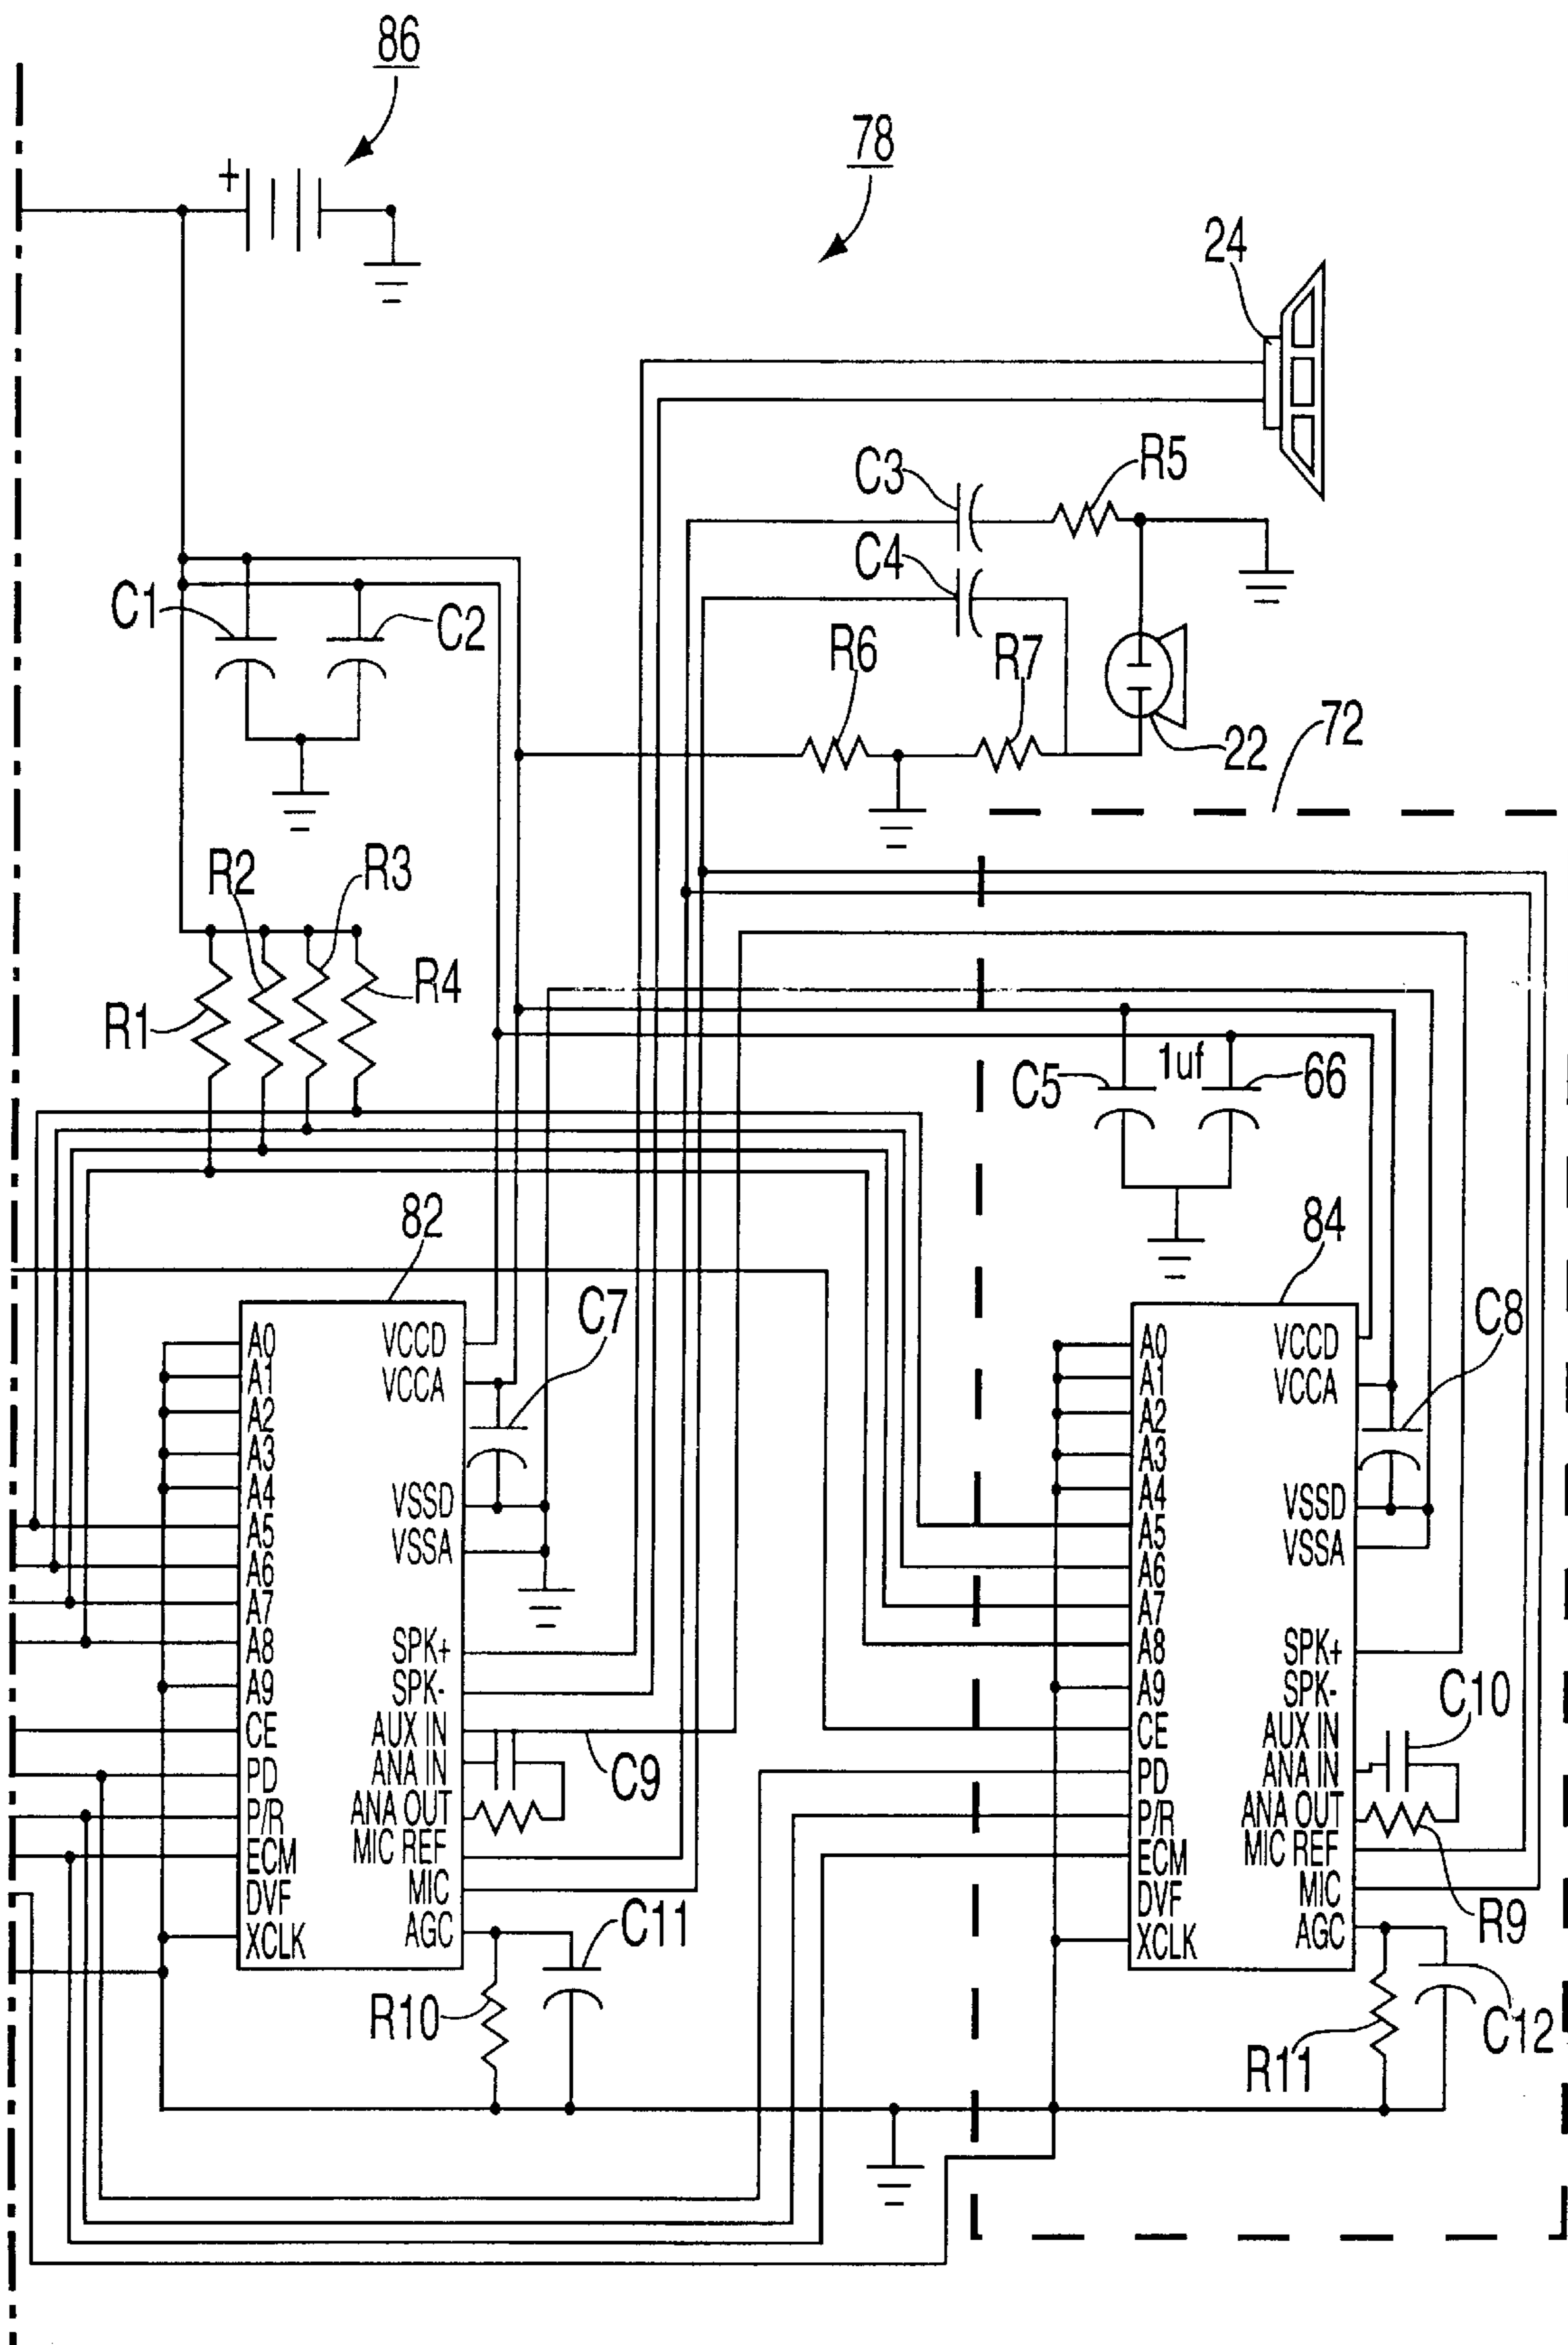 86
78
+
24
C3
R5
C4
C1
C2
R6
R7
22
72
R2
R3
R1
R4
C5
1uf
66
82
84
C7
C8
A0
A1
A2
A3
A4
A5
A6
A7
A8
A9
CE
PD
P/R
ECM
DVF
XCLK
VCCD
VCCA
VSSD
VSSA
SPK+
SPK-
AUX IN
ANA IN
ANA OUT
MIC REF
MIC
AGC
C9
C11
R10
A0
A1
A2
A3
A4
A5
A6
A7
A8
A9
CE
PD
P/R
ECM
DVF
XCLK
VCCD
VCCA
VSSD
VSSA
SPK+
SPK-
AUX IN
ANA IN
ANA OUT
MIC REF
MIC
AGC
C10
R9
R11
C12